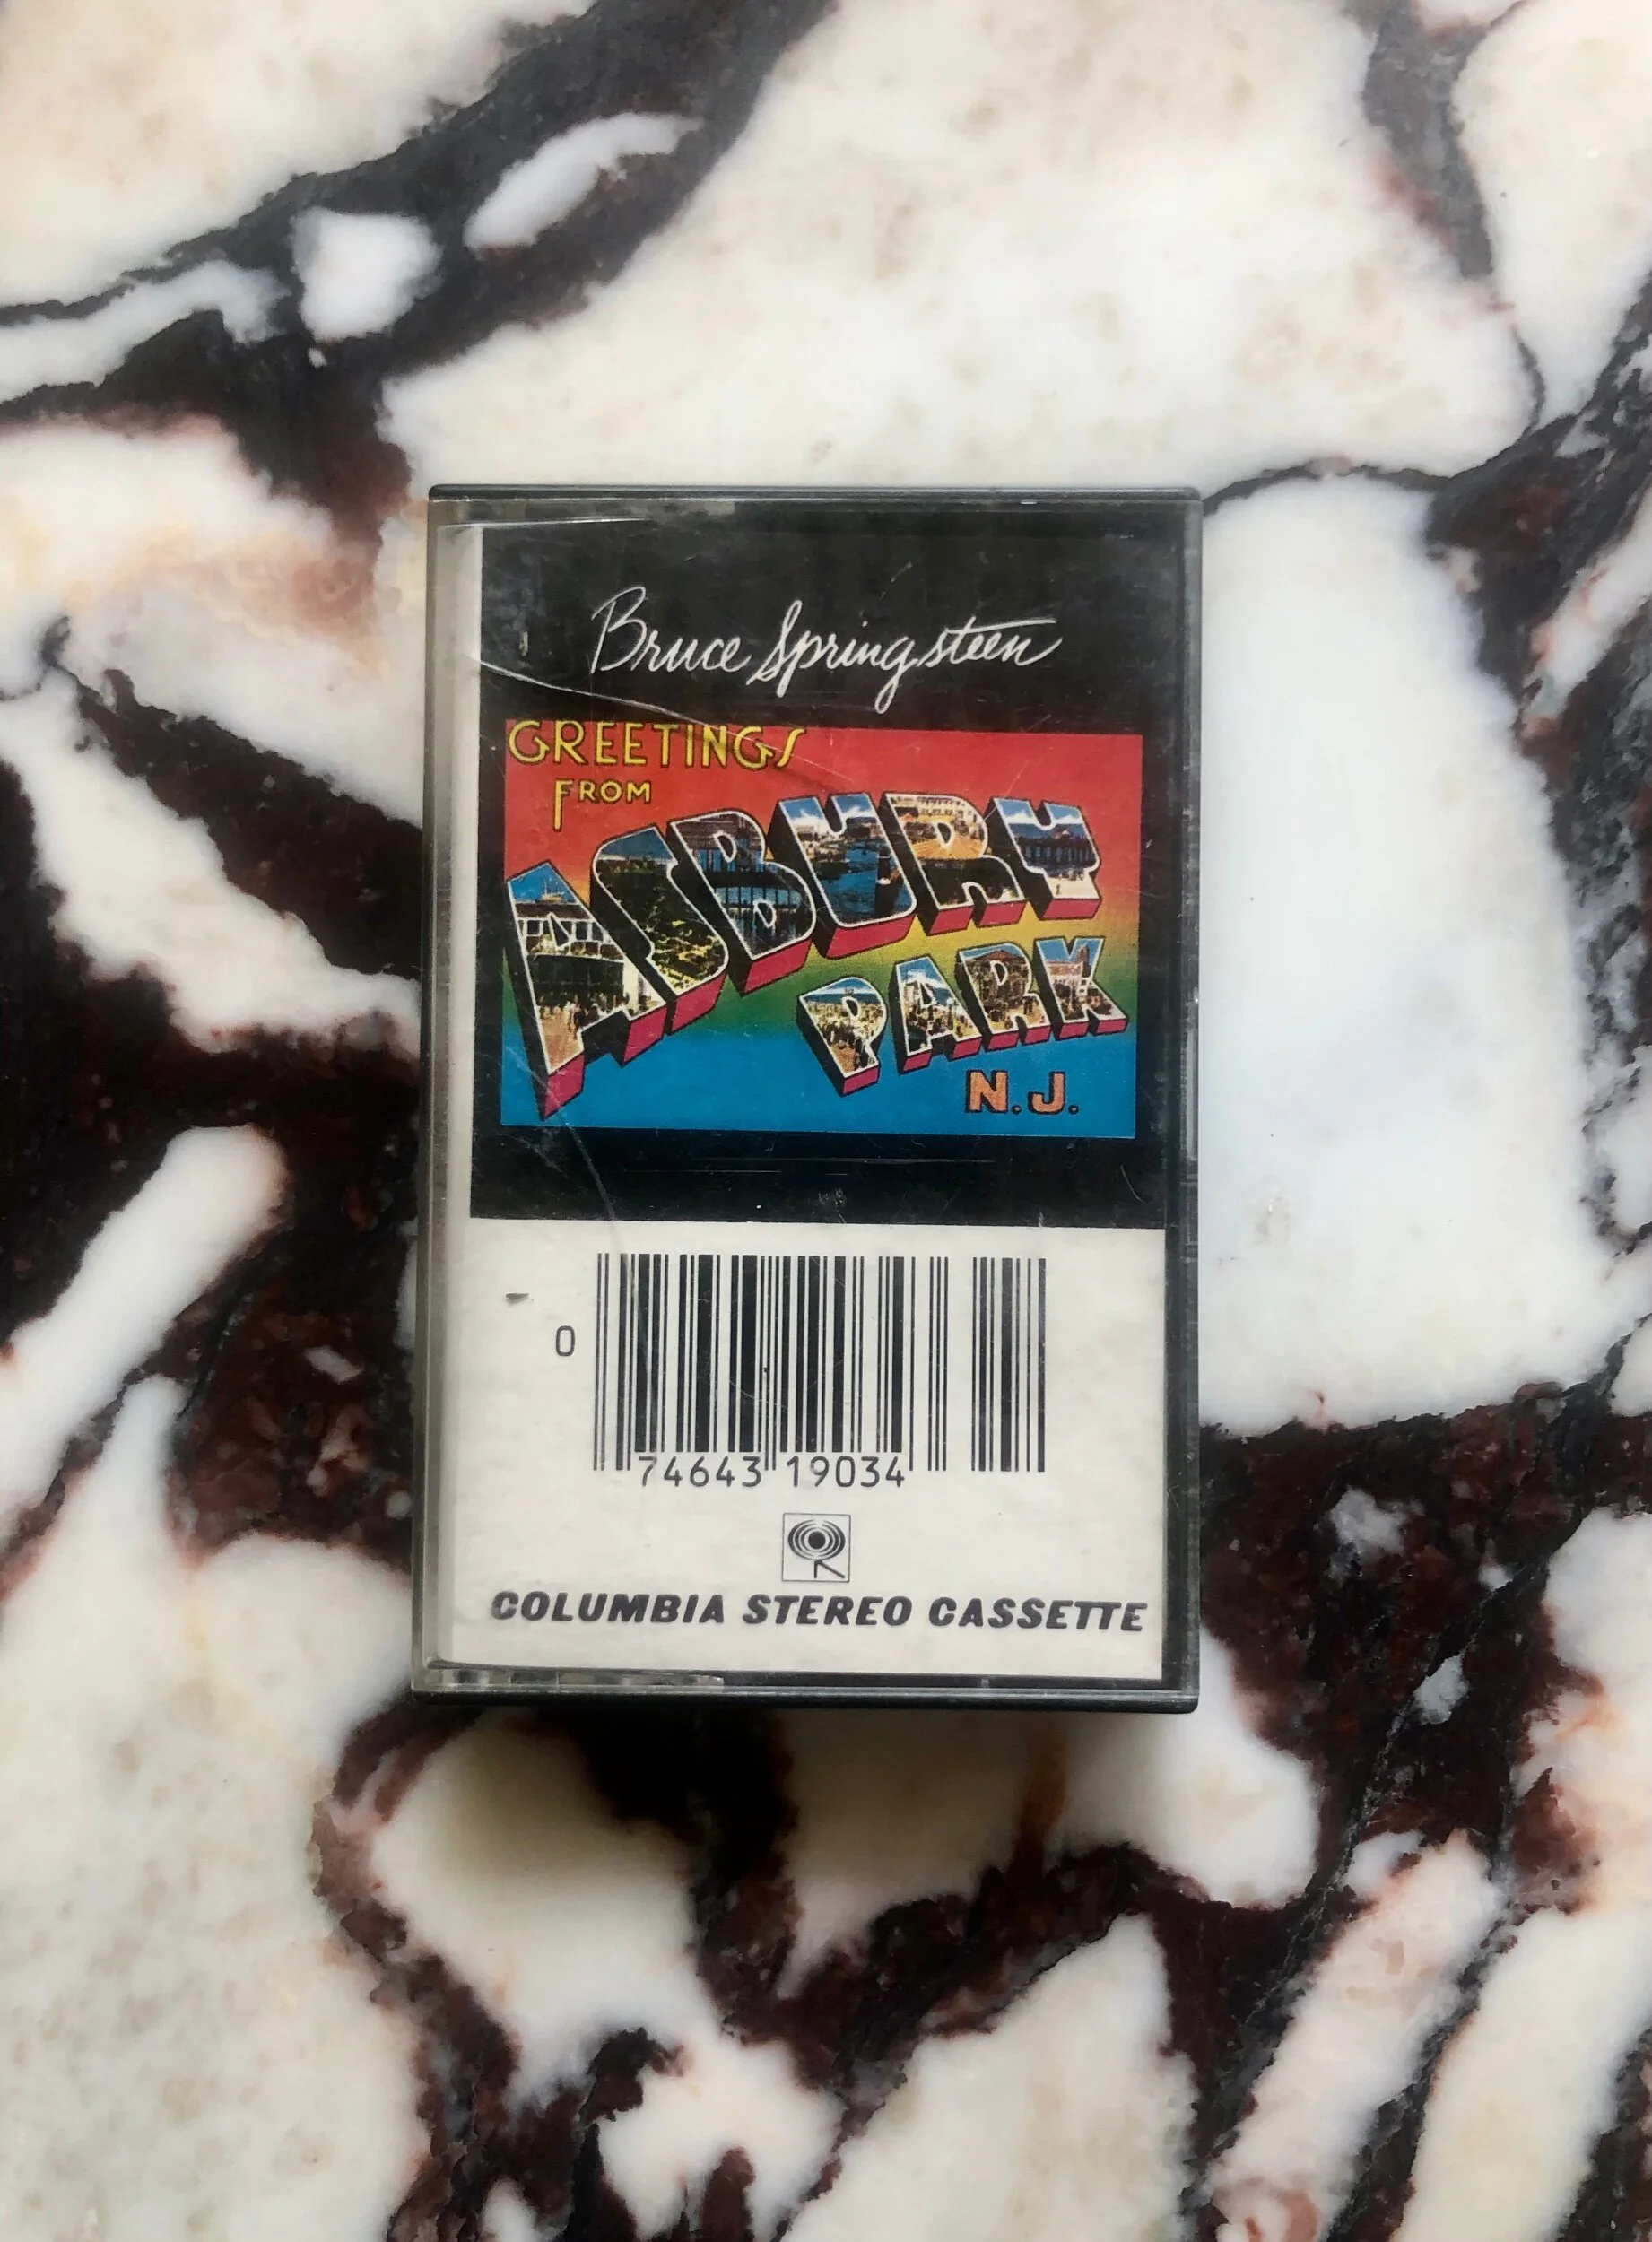 Bruce Springsteen
GREETINGS
FROM
ASBURY
PARK
N.J.
0
74643 19034
COLUMBIA STEREO CASSETTE